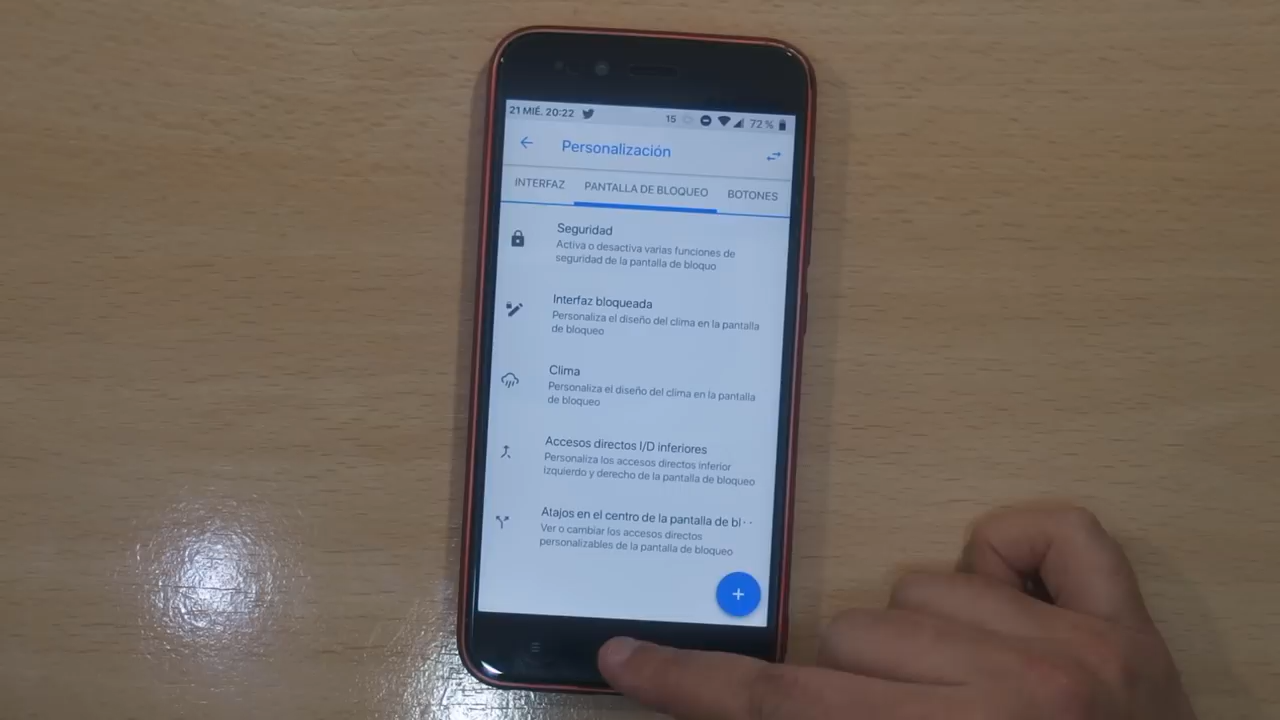 21 MIÉ. 20:22 15 72 %
Personalización
INTERFAZ PANTALLA DE BLOQUEO BOTONES
Seguridad
Activa o desactiva varias funciones de
seguridad de la pantalla de bloquo
Interfaz bloqueada
Personaliza el diseño del clima en la pantalla
de bloqueo
Clima
Personaliza el diseño del clima en la pantalla
de bloqueo
Accesos directos I/D inferiores
Personaliza los accesos directos inferior
izquierdo y derecho de la pantalla de bloqueo
Atajos en el centro de la pantalla de bl···
Ver o cambiar los accesos directos
personalizables de la pantalla de bloqueo